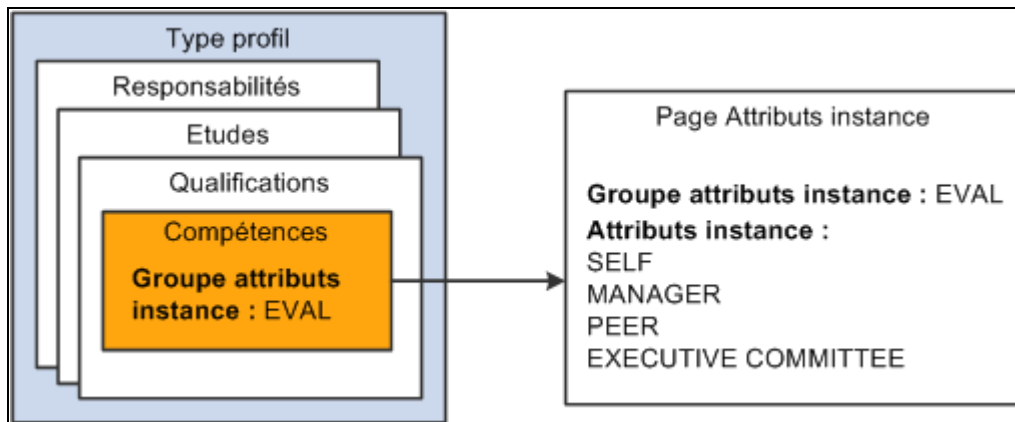 Type profil
Responsabilités
Etudes
Qualifications
Compétences
Groupe attributs
instance : EVAL
Page Attributs instance
Groupe attributs instance : EVAL
Attributs instance :
SELF
MANAGER
PEER
EXECUTIVE COMMITTEE